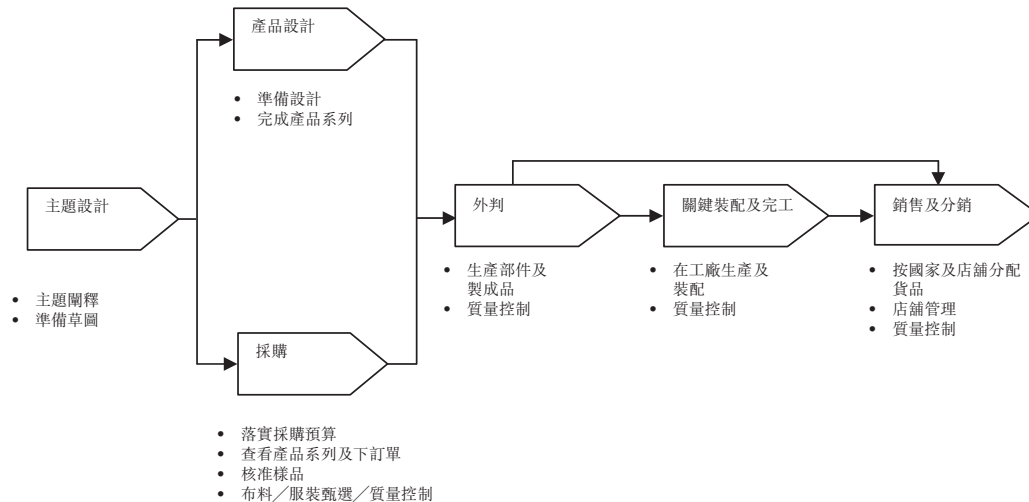 產品設計
• 準備設計
• 完成產品系列
主題設計
• 主題闡釋
• 準備草圖
採購
• 落實採購預算
• 查看產品系列及下訂單
• 核准樣品
• 布料╱服裝甄選╱質量控制
外判
• 生產部件及
製成品
• 質量控制
關鍵裝配及完工
• 在工廠生產及
裝配
• 質量控制
銷售及分銷
• 按國家及店舖分配
貨品
• 店舖管理
• 質量控制